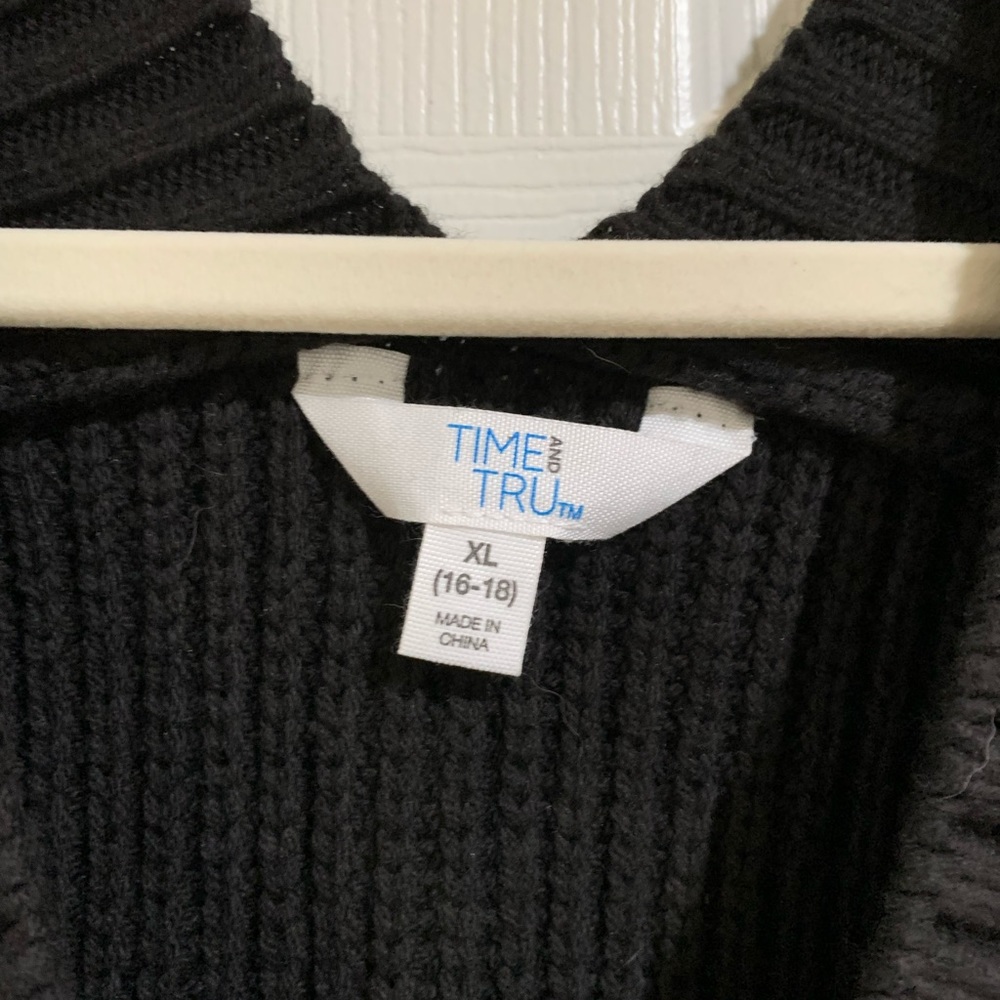 TIME AND
TRU™
XL
(16-18)
MADE IN
CHINA